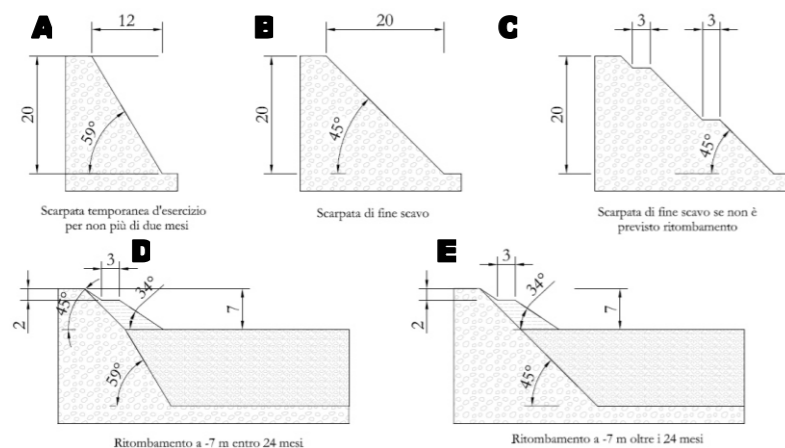 A
12
20
59°
Scarpata temporanea d'esercizio
per non più di due mesi
B
20
20
45°
Scarpata di fine scavo
C
3
3
20
45°
Scarpata di fine scavo se non è
previsto ritombamento
D
3
2
45°
34°
7
59°
Ritombamento a -7 m entro 24 mesi
E
3
2
34°
7
45°
Ritombamento a -7 m oltre i 24 mesi